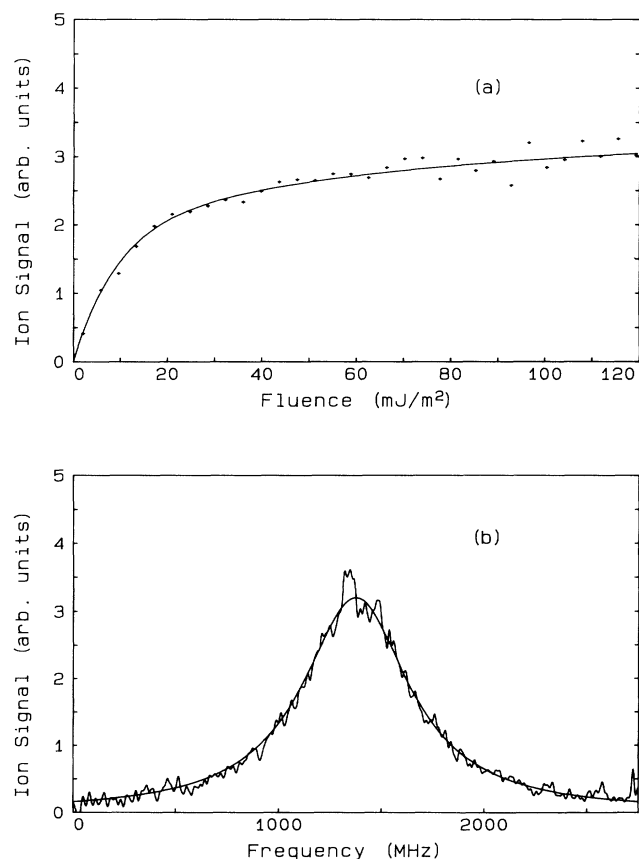 5
4
3
2
1
0
Ion Signal (arb. units)
(a)
0 20 40 60 80 100 120
Fluence (mJ/m²)
5
4
3
2
1
0
Ion Signal (arb. units)
(b)
0 1000 2000
Frequency (MHz)